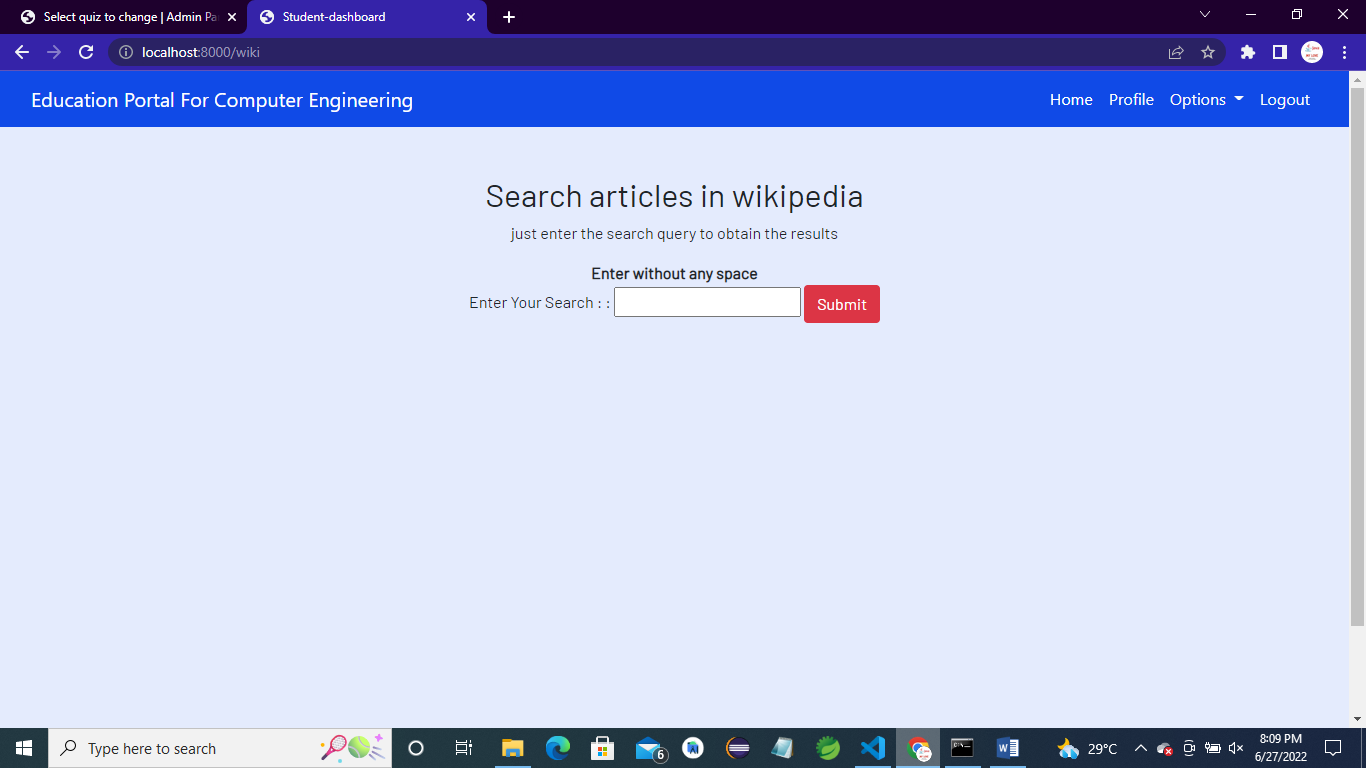 Select quiz to change | Admin Pa
Student-dashboard
localhost:8000/wiki
Education Portal For Computer Engineering
Home Profile Options Logout
Search articles in wikipedia
just enter the search query to obtain the results
Enter without any space
Enter Your Search : :
Submit
Type here to search
6
29°C
8:09 PM
6/27/2022